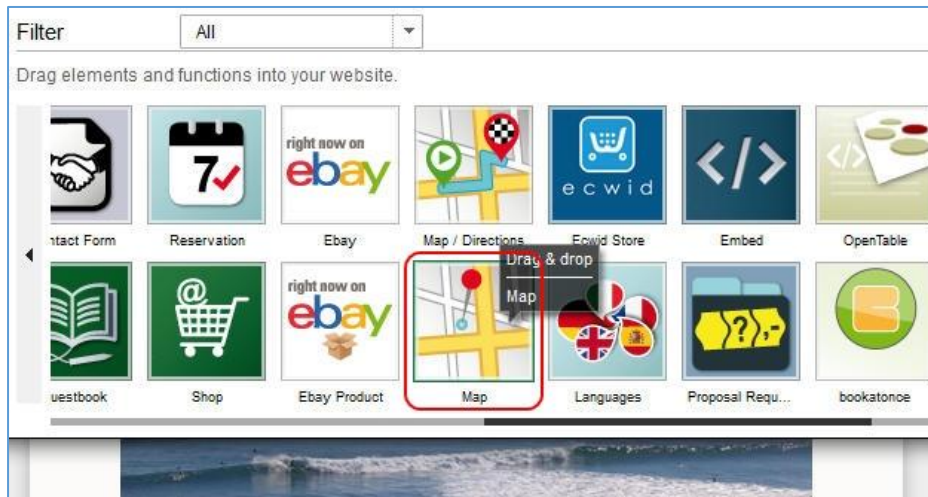 Filter All
Drag elements and functions into your website.
7
right now on
ebay
ecwid
</>
</>
ntact Form Reservation Ebay Map / Directions Ecwid Store Embed OpenTable
Drag & drop
Map
@
right now on
ebay
?
,-
uestbook Shop Ebay Product Map Languages Proposal Requ... bookatonce